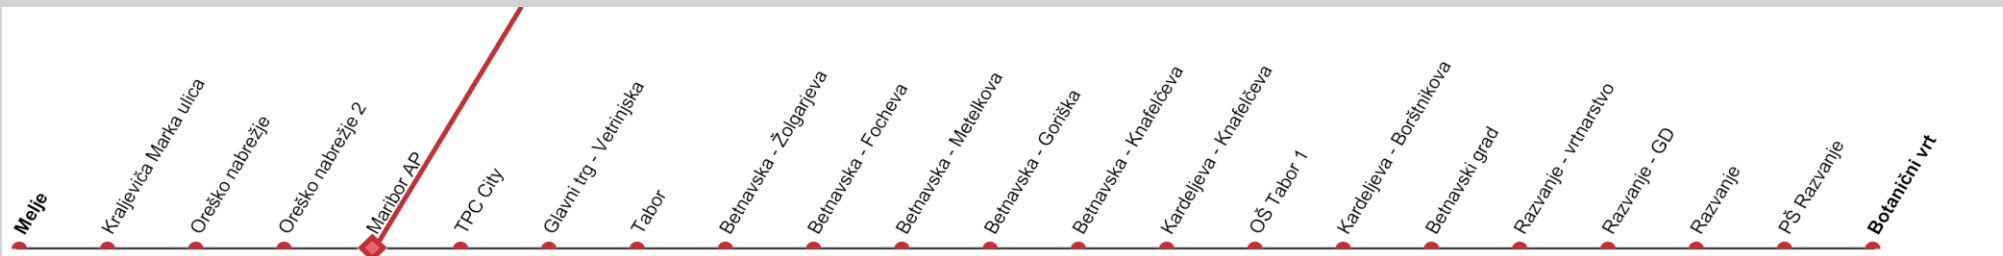 Melje
Kraljeviča Marka ulica
Oreško nabrežje
Oreško nabrežje 2
Maribor AP
TPC City
Glavni trg - Vetrinjska
Tabor
Betnavska - Žolgarjeva
Betnavska - Focheva
Betnavska - Metelkova
Betnavska - Goriška
Betnavska - Knafelčeva
Kardeljeva - Knafelčeva
OŠ Tabor 1
Kardeljeva - Borštnikova
Betnavski grad
Razvanje - vrtnarstvo
Razvanje - GD
Razvanje
PŠ Razvanje
Botanični vrt